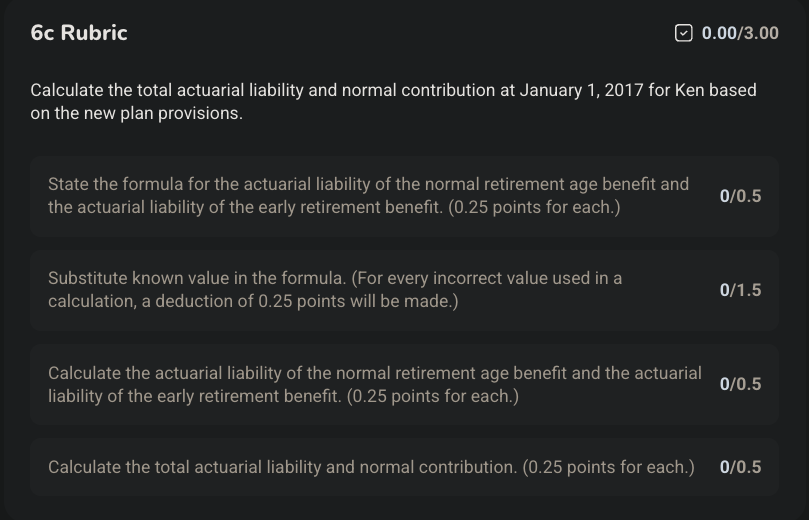 6c Rubric
0.00/3.00
Calculate the total actuarial liability and normal contribution at January 1, 2017 for Ken based
on the new plan provisions.
State the formula for the actuarial liability of the normal retirement age benefit and
the actuarial liability of the early retirement benefit. (0.25 points for each.)
0/0.5
Substitute known value in the formula. (For every incorrect value used in a
calculation, a deduction of 0.25 points will be made.)
0/1.5
Calculate the actuarial liability of the normal retirement age benefit and the actuarial
liability of the early retirement benefit. (0.25 points for each.)
0/0.5
Calculate the total actuarial liability and normal contribution. (0.25 points for each.)
0/0.5